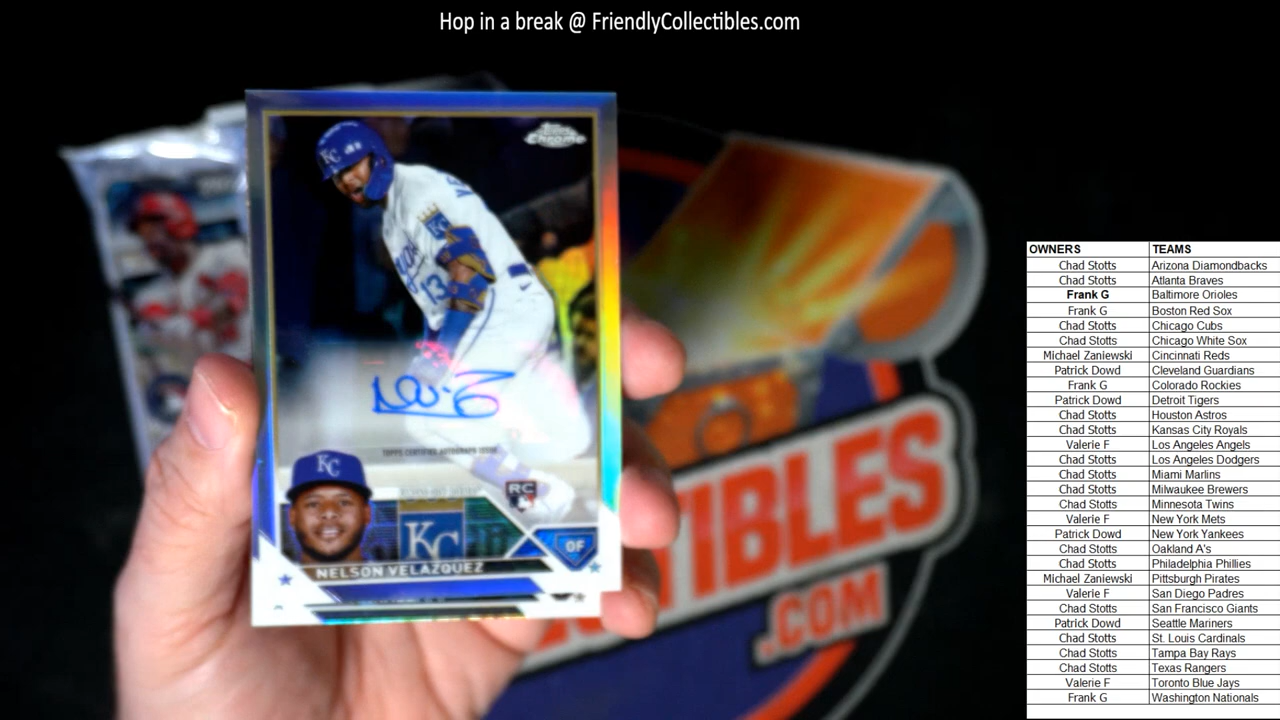 Hop in a break @ FriendlyCollectibles.com
Topps
Chrome
KC
13
TOPPS CERTIFIED AUTOGRAPH ISSUE
KC
RC
KC
OF
NELSON VELAZQUEZ
TIBLES
.COM
OWNERS TEAMS
Chad Stotts Arizona Diamondbacks
Chad Stotts Atlanta Braves
Frank G Baltimore Orioles
Frank G Boston Red Sox
Chad Stotts Chicago Cubs
Chad Stotts Chicago White Sox
Michael Zaniewski Cincinnati Reds
Patrick Dowd Cleveland Guardians
Frank G Colorado Rockies
Patrick Dowd Detroit Tigers
Chad Stotts Houston Astros
Chad Stotts Kansas City Royals
Valerie F Los Angeles Angels
Chad Stotts Los Angeles Dodgers
Chad Stotts Miami Marlins
Chad Stotts Milwaukee Brewers
Chad Stotts Minnesota Twins
Valerie F New York Mets
Patrick Dowd New York Yankees
Chad Stotts Oakland A's
Chad Stotts Philadelphia Phillies
Michael Zaniewski Pittsburgh Pirates
Valerie F San Diego Padres
Chad Stotts San Francisco Giants
Patrick Dowd Seattle Mariners
Chad Stotts St. Louis Cardinals
Chad Stotts Tampa Bay Rays
Chad Stotts Texas Rangers
Valerie F Toronto Blue Jays
Frank G Washington Nationals